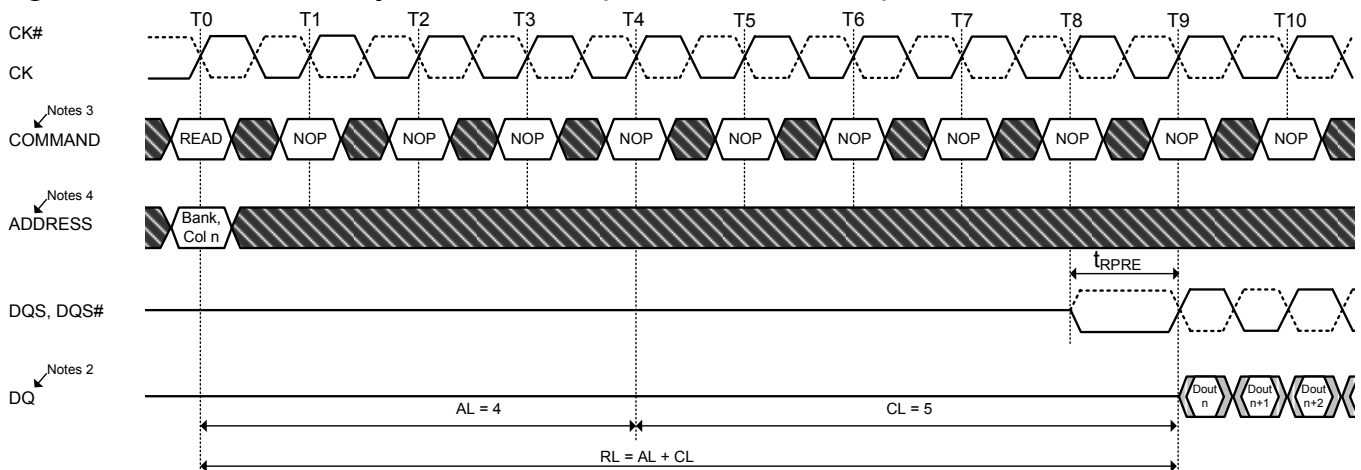 T0 T1 T2 T3 T4 T5 T6 T7 T8 T9 T10
CK#
CK
Notes 3
COMMAND READ NOP NOP NOP NOP NOP NOP NOP NOP NOP NOP
Notes 4
ADDRESS
Bank,
Col n
tRPRE
DQS, DQS#
Notes 2
DQ
Dout Dout Dout
n n+1 n+2
AL = 4 CL = 5
RL = AL + CL